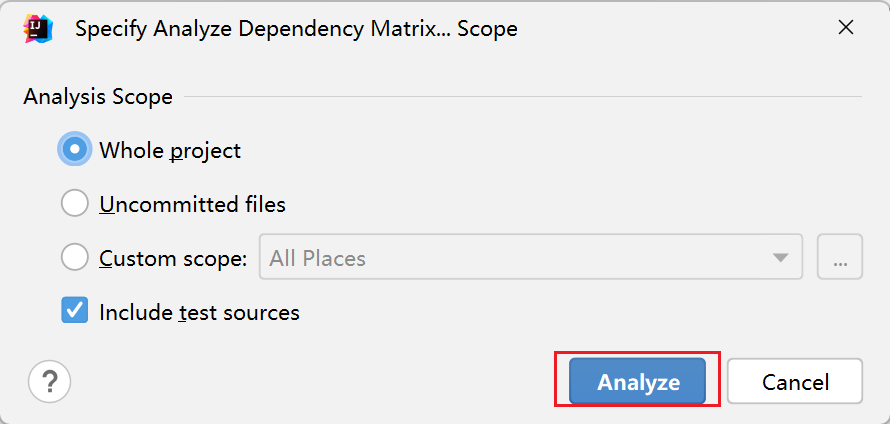 IJ
Specify Analyze Dependency Matrix... Scope
Analysis Scope
Whole project
Uncommitted files
Custom scope: All Places ...
Include test sources
? Analyze Cancel